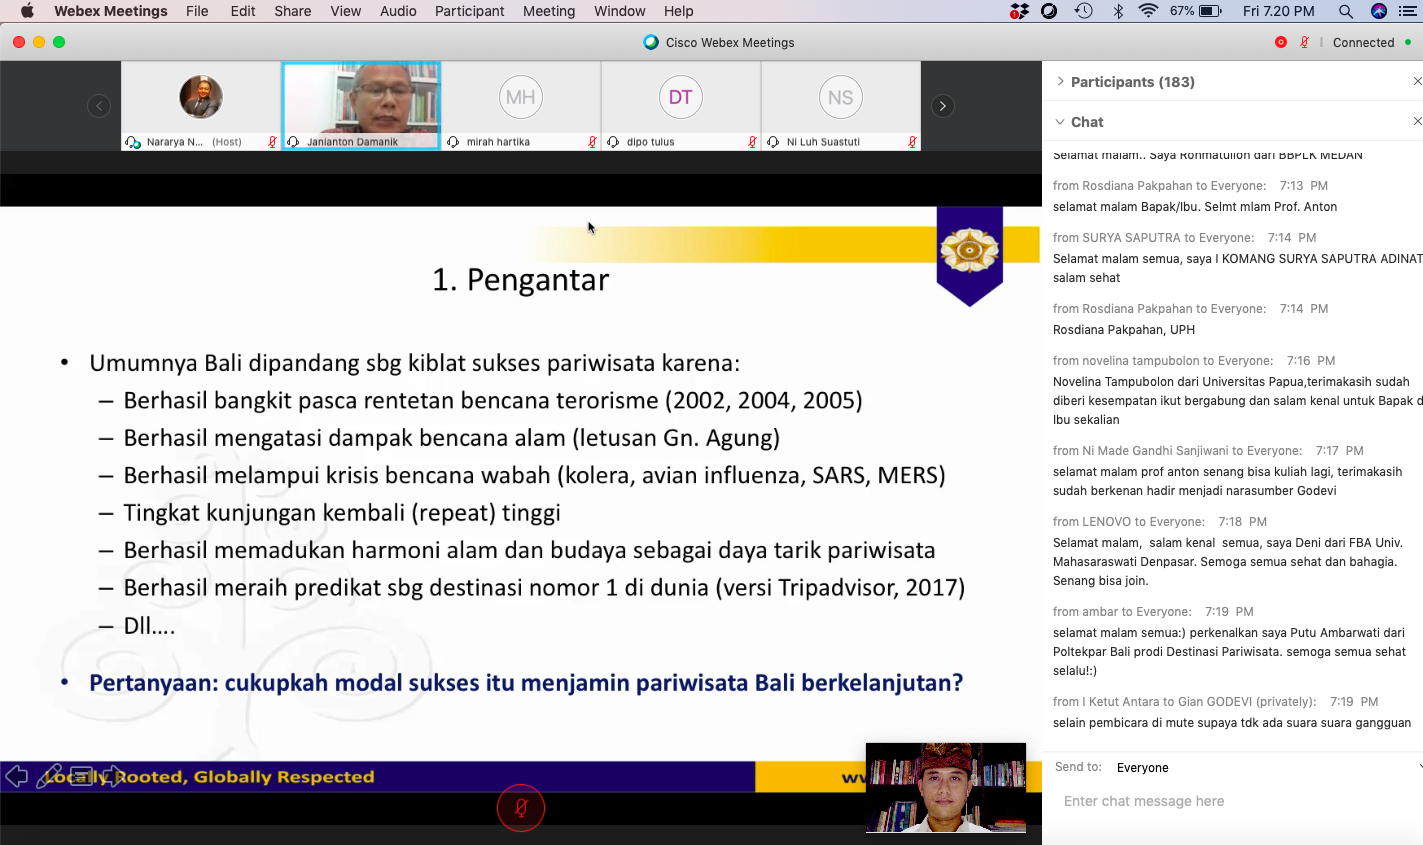 Webex Meetings File Edit Share View Audio Participant Meeting Window Help 67% Fri 7.20 PM
Cisco Webex Meetings
Connected
Nararya N... (Host)
Janianton Damanik
MH
mirah hartika
DT
dipo tulus
NS
Ni Luh Suastuti
1. Pengantar
• Umumnya Bali dipandang sbg kiblat sukses pariwisata karena:
– Berhasil bangkit pasca rentetan bencana terorisme (2002, 2004, 2005)
– Berhasil mengatasi dampak bencana alam (letusan Gn. Agung)
– Berhasil melampui krisis bencana wabah (kolera, avian influenza, SARS, MERS)
– Tingkat kunjungan kembali (repeat) tinggi
– Berhasil memadukan harmoni alam dan budaya sebagai daya tarik pariwisata
– Berhasil meraih predikat sbg destinasi nomor 1 di dunia (versi Tripadvisor, 2017)
– Dll....
• Pertanyaan: cukupkah modal sukses itu menjamin pariwisata Bali berkelanjutan?
Locally Rooted, Globally Respected
Participants (183)
Chat
Selamat malam.. Saya Rohmatulloh dari BBPLK MEDAN
from Rosdiana Pakpahan to Everyone: 7:13 PM
selamat malam Bapak/Ibu. Selmt mlam Prof. Anton
from SURYA SAPUTRA to Everyone: 7:14 PM
Selamat malam semua, saya I KOMANG SURYA SAPUTRA ADINAT
salam sehat
from Rosdiana Pakpahan to Everyone: 7:14 PM
Rosdiana Pakpahan, UPH
from novelina tampubolon to Everyone: 7:16 PM
Novelina Tampubolon dari Universitas Papua,terimakasih sudah
diberi kesempatan ikut bergabung dan salam kenal untuk Bapak d
Ibu sekalian
from Ni Made Gandhi Sanjiwani to Everyone: 7:17 PM
selamat malam prof anton senang bisa kuliah lagi, terimakasih
sudah berkenan hadir menjadi narasumber Godevi
from LENOVO to Everyone: 7:18 PM
Selamat malam, salam kenal semua, saya Deni dari FBA Univ.
Mahasaraswati Denpasar. Semoga semua sehat dan bahagia.
Senang bisa join.
from ambar to Everyone: 7:19 PM
selamat malam semua:) perkenalkan saya Putu Ambarwati dari
Poltekpar Bali prodi Destinasi Pariwisata. semoga semua sehat
selalu!:)
from I Ketut Antara to Gian GODEVI (privately): 7:19 PM
selain pembicara di mute supaya tdk ada suara suara gangguan
Send to: Everyone
Enter chat message here